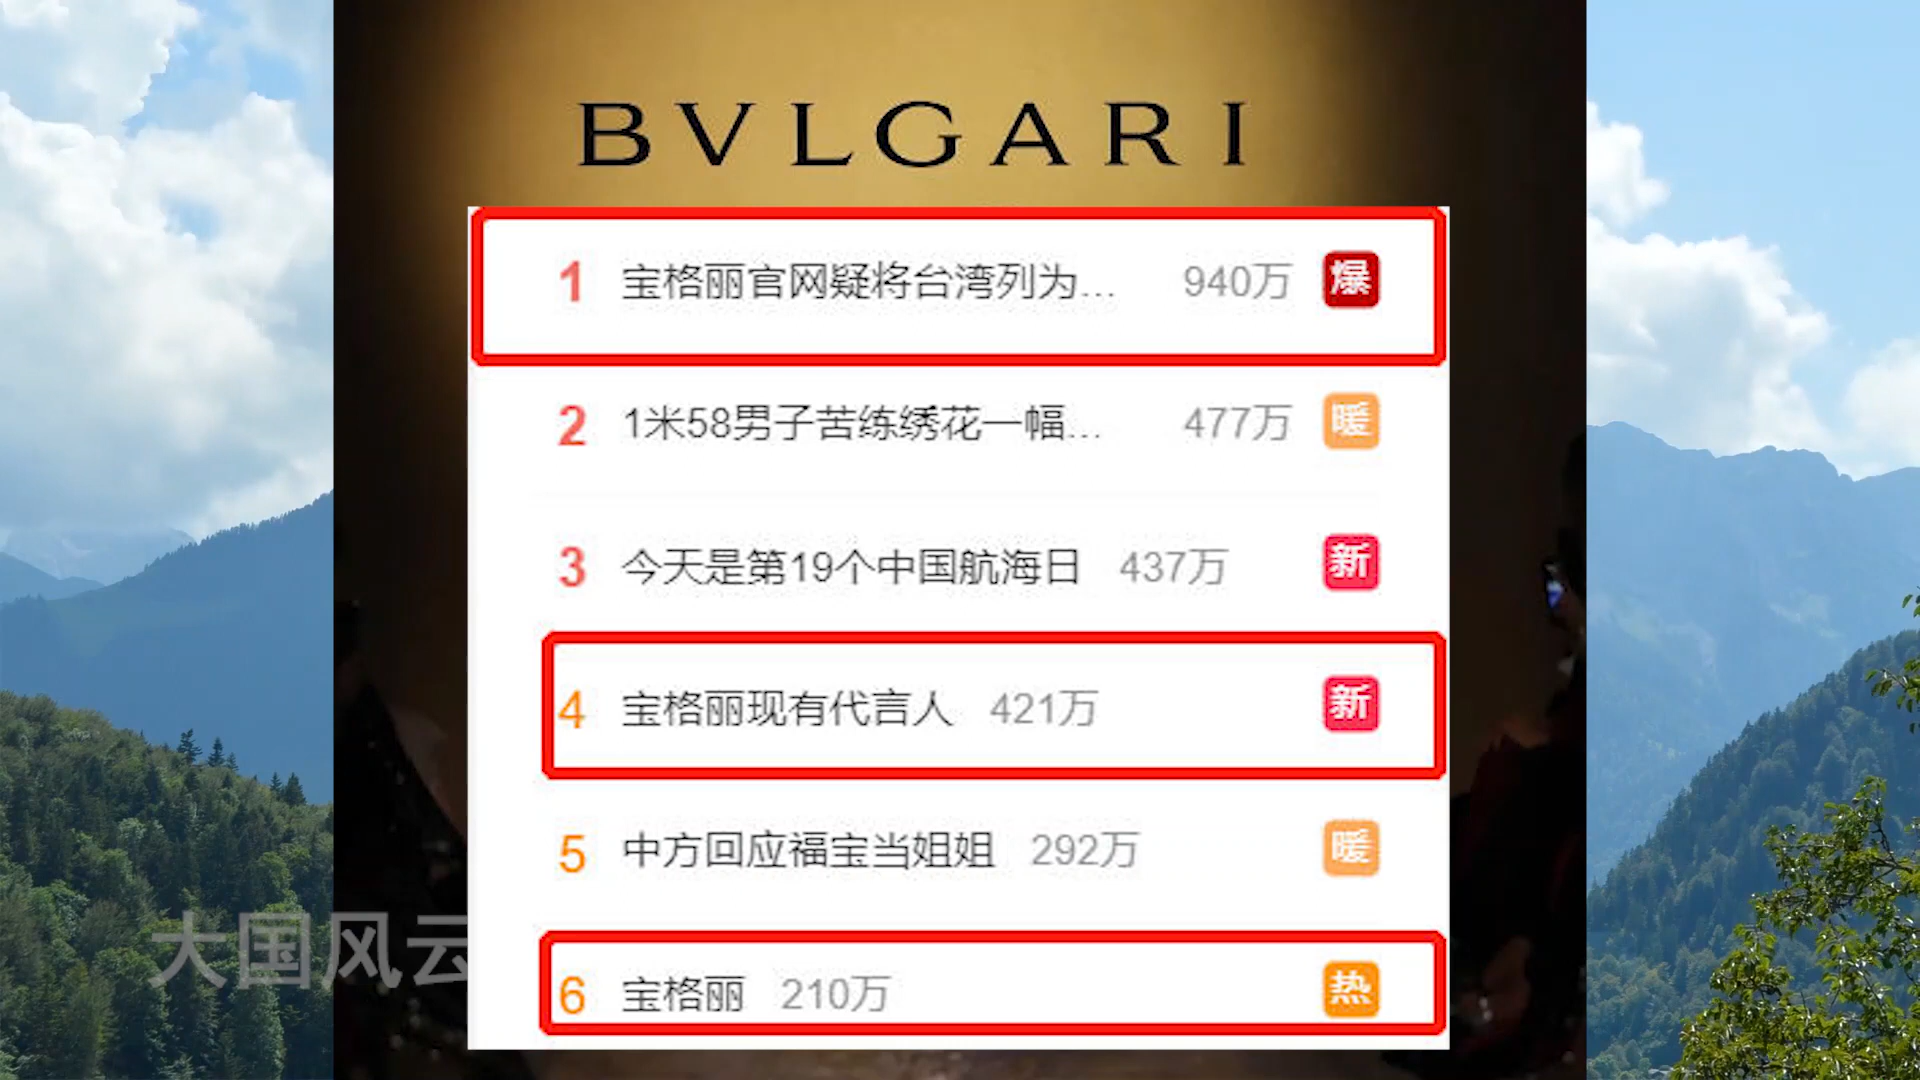 BVLGARI
1 宝格丽官网疑将台湾列为... 940万 爆
2 1米58男子苦练绣花一幅... 477万 暖
3 今天是第19个中国航海日 437万 新
4 宝格丽现有代言人 421万 新
5 中方回应福宝当姐姐 292万 暖
6 宝格丽 210万 热
大国风云